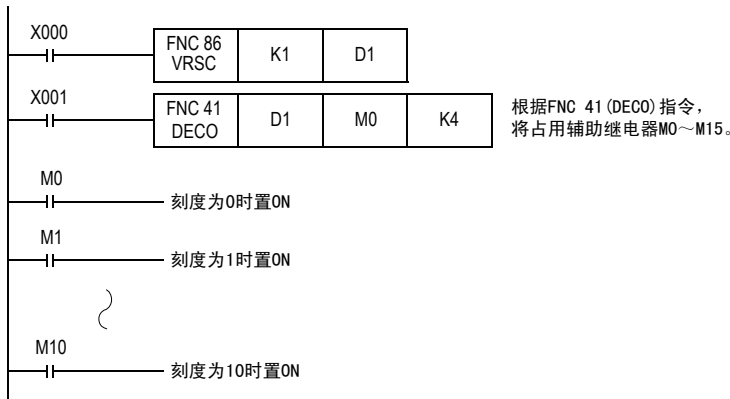 X000
FNC 86
VRSC
K1
D1
X001
FNC 41
DECO
D1
M0
K4
根据FNC 41(DECO)指令，
将占用辅助继电器M0～M15。
M0
刻度为0时置ON
M1
刻度为1时置ON
M10
刻度为10时置ON